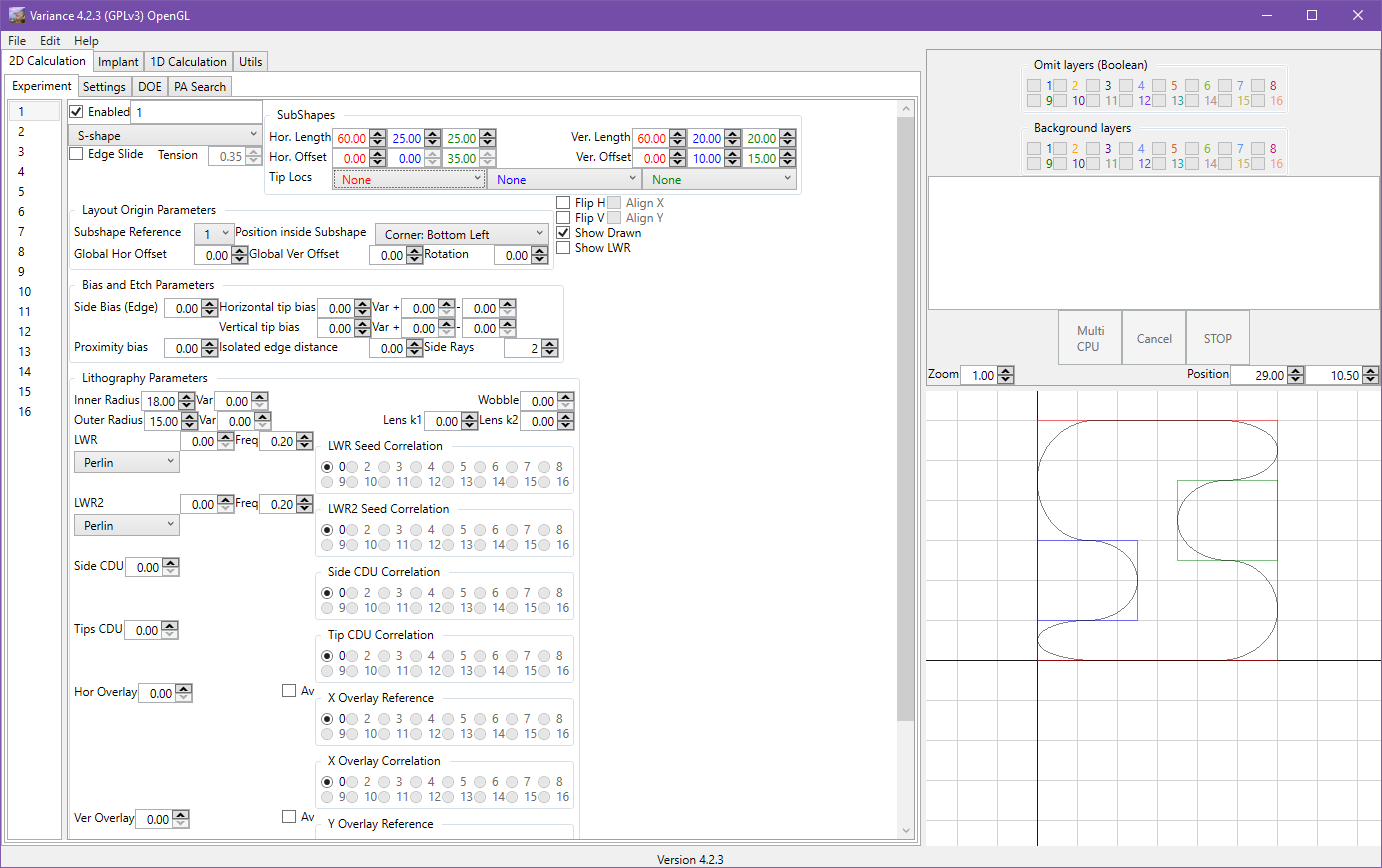 Variance 4.2.3 (GPLv3) OpenGL
File Edit Help
2D Calculation Implant 1D Calculation Utils
Experiment Settings DOE PA Search
1
2
3
4
5
6
7
8
9
10
11
12
13
14
15
16
Enabled 1
S-shape
Edge Slide Tension 0.35
SubShapes
Hor. Length 60.00 25.00 25.00 Ver. Length 60.00 20.00 20.00
Hor. Offset 0.00 0.00 35.00 Ver. Offset 0.00 10.00 15.00
Tip Locs None None None
Layout Origin Parameters
Subshape Reference 1 Position inside Subshape Corner: Bottom Left
Global Hor Offset 0.00 Global Ver Offset 0.00 Rotation 0.00
Flip H Align X
Flip V Align Y
Show Drawn
Show LWR
Bias and Etch Parameters
Side Bias (Edge) 0.00 Horizontal tip bias 0.00 Var + 0.00 - 0.00
Vertical tip bias 0.00 Var + 0.00 - 0.00
Proximity bias 0.00 Isolated edge distance 0.00 Side Rays 2
Lithography Parameters
Inner Radius 18.00 Var 0.00 Wobble 0.00
Outer Radius 15.00 Var 0.00 Lens k1 0.00 Lens k2 0.00
LWR 0.00 Freq 0.20
Perlin
LWR Seed Correlation
0 2 3 4 5 6 7 8
9 10 11 12 13 14 15 16
LWR2 0.00 Freq 0.20
Perlin
LWR2 Seed Correlation
0 2 3 4 5 6 7 8
9 10 11 12 13 14 15 16
Side CDU 0.00
Side CDU Correlation
0 2 3 4 5 6 7 8
9 10 11 12 13 14 15 16
Tips CDU 0.00
Tip CDU Correlation
0 2 3 4 5 6 7 8
9 10 11 12 13 14 15 16
Hor Overlay 0.00 Av
X Overlay Reference
0 2 3 4 5 6 7 8
9 10 11 12 13 14 15 16
X Overlay Correlation
0 2 3 4 5 6 7 8
9 10 11 12 13 14 15 16
Ver Overlay 0.00 Av
Y Overlay Reference
Omit layers (Boolean)
1 2 3 4 5 6 7 8
9 10 11 12 13 14 15 16
Background layers
1 2 3 4 5 6 7 8
9 10 11 12 13 14 15 16
Multi CPU
Cancel
STOP
Zoom 1.00 Position 29.00 10.50
Version 4.2.3